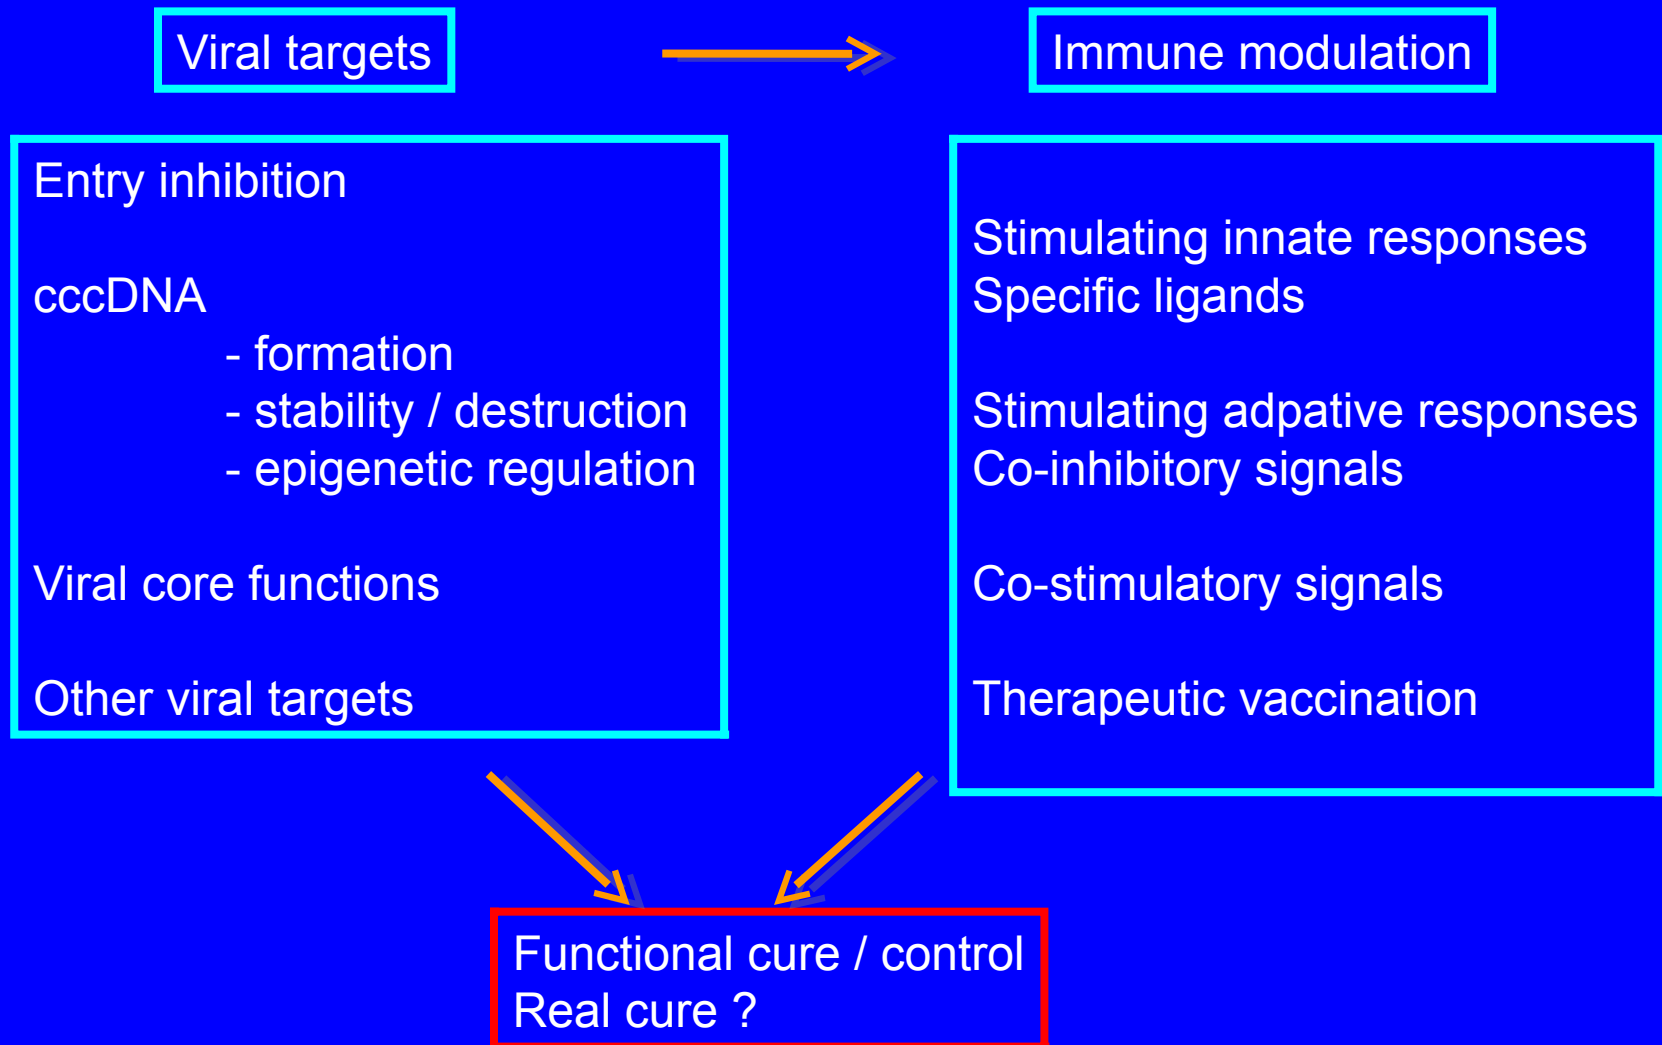 Viral targets
Immune modulation
Entry inhibition
cccDNA
- formation
- stability / destruction
- epigenetic regulation
Viral core functions
Other viral targets
Stimulating innate responses
Specific ligands
Stimulating adpative responses
Co-inhibitory signals
Co-stimulatory signals
Therapeutic vaccination
Functional cure / control
Real cure ?